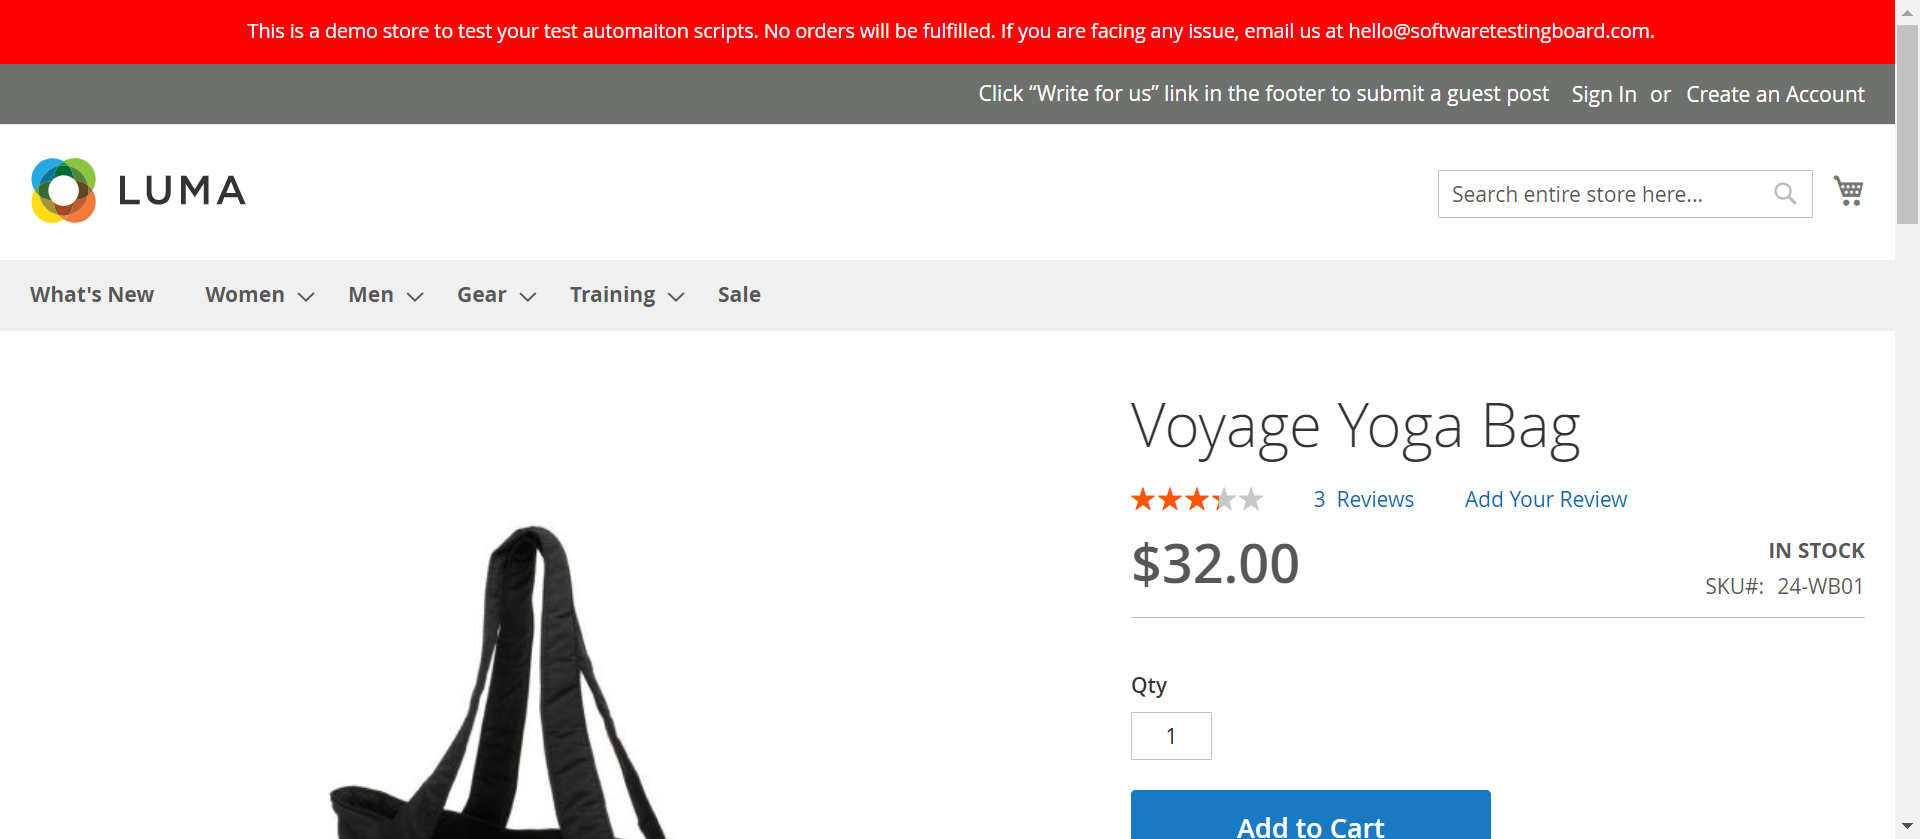 This is a demo store to test your test automaiton scripts. No orders will be fulfilled. If you are facing any issue, email us at hello@softwaretestingboard.com.
Click “Write for us” link in the footer to submit a guest post Sign In or Create an Account
LUMA
Search entire store here...
What's New Women Men Gear Training Sale
Voyage Yoga Bag
3 Reviews Add Your Review
$32.00
IN STOCK
SKU#: 24-WB01
Qty
1
Add to Cart